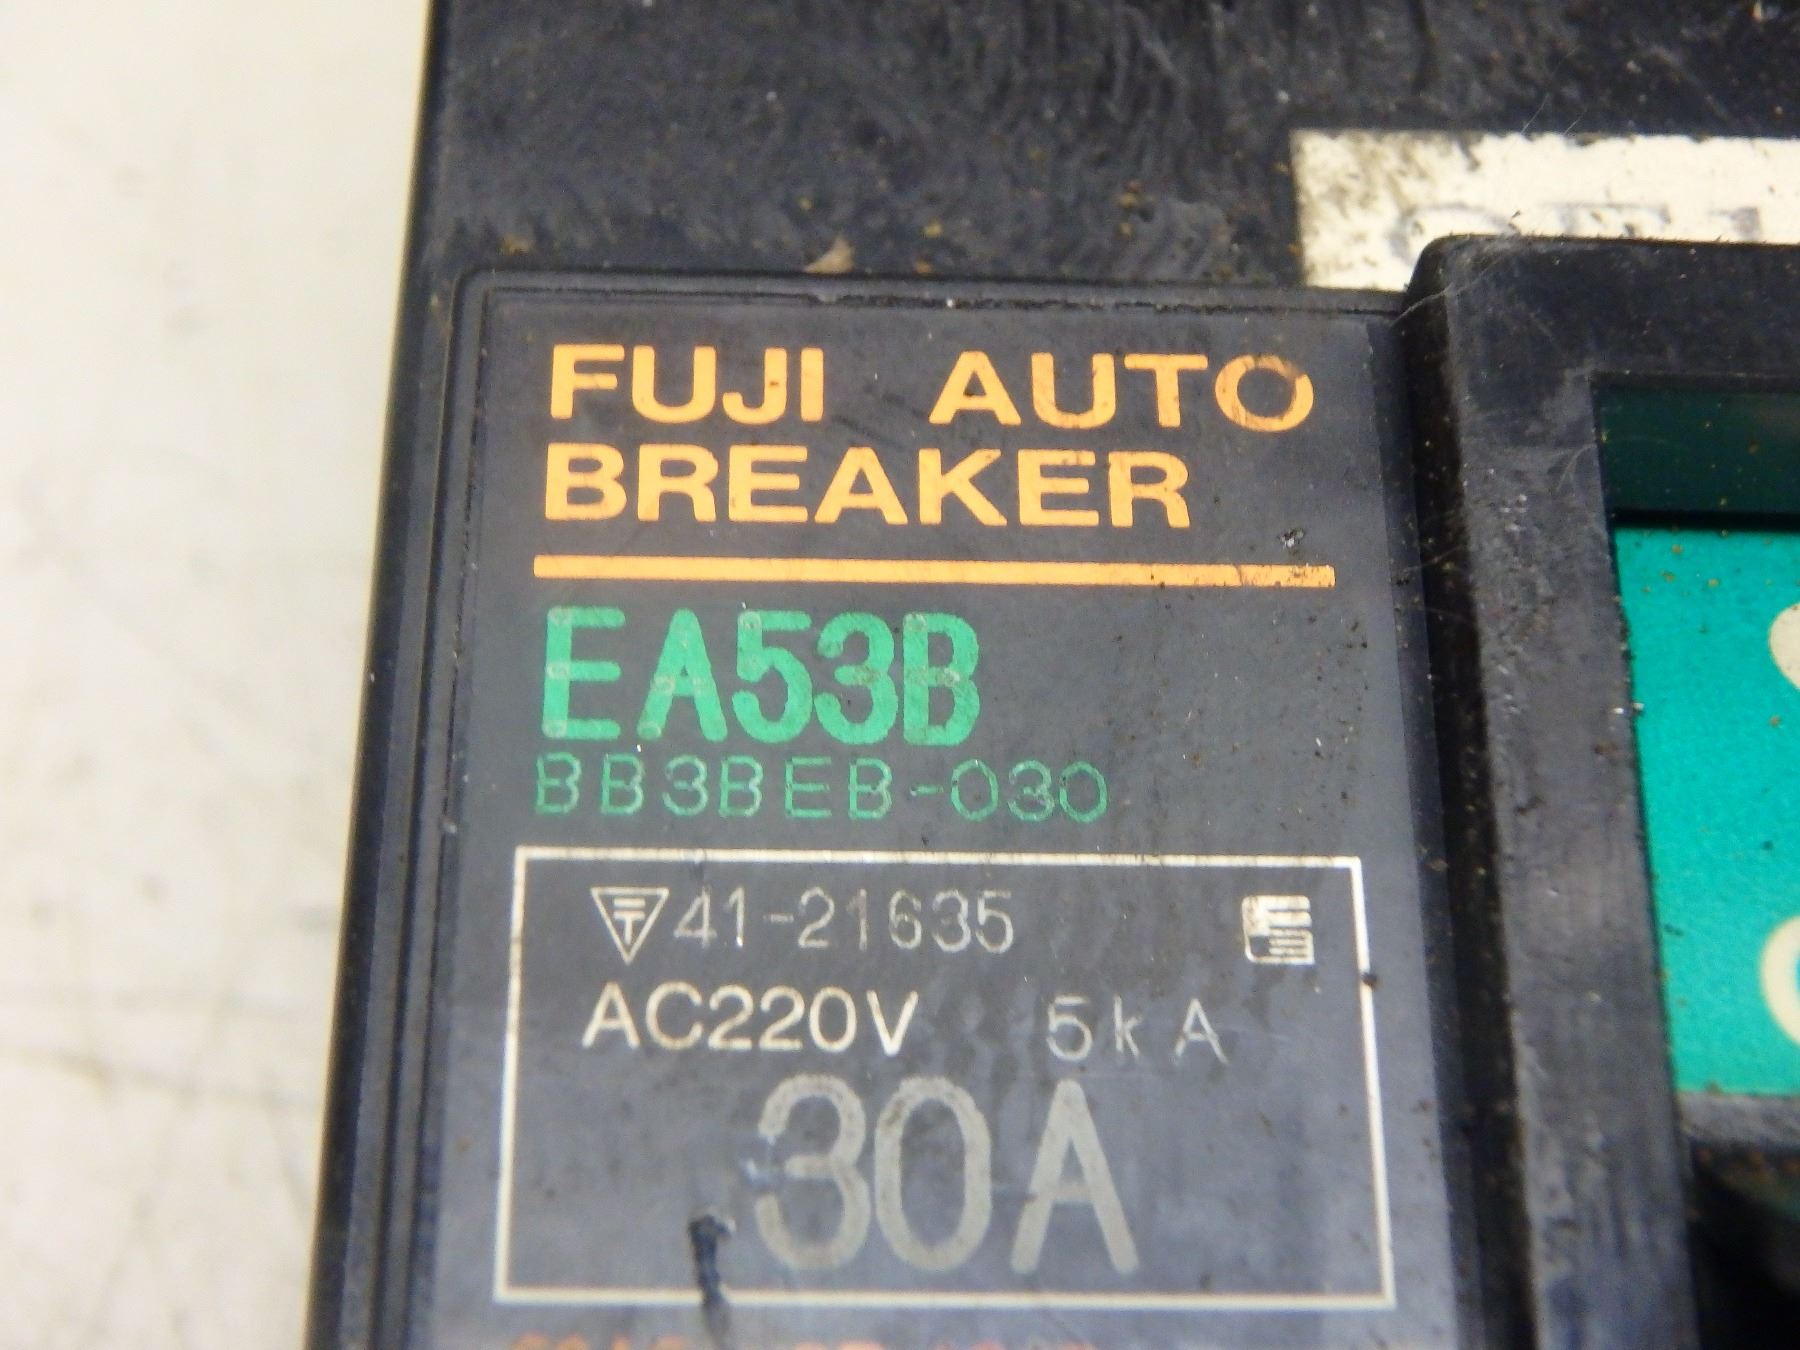 FUJI AUTO
BREAKER
EA53B
BB3BEB-030
41-21635
AC220V 5kA
30A